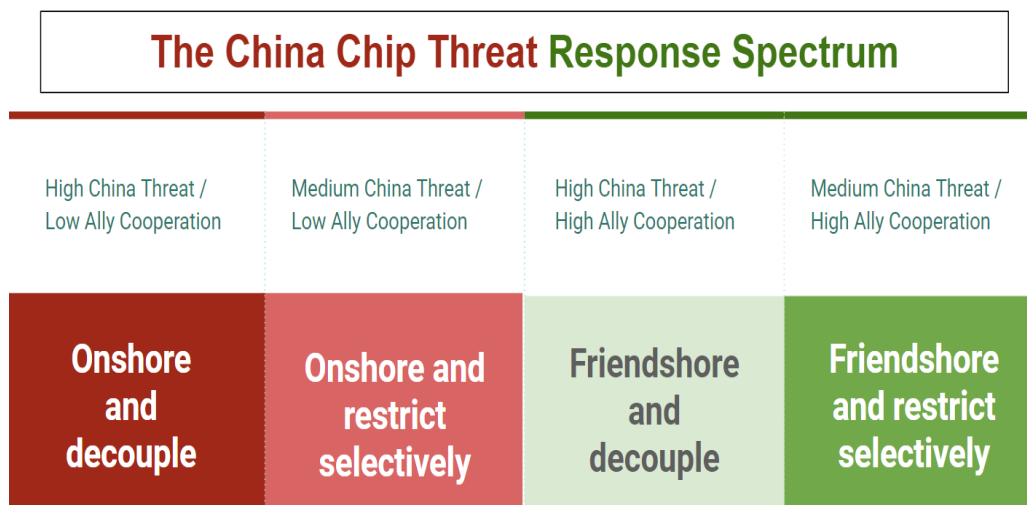 The China Chip Threat Response Spectrum
High China Threat /
Low Ally Cooperation
Medium China Threat /
Low Ally Cooperation
High China Threat /
High Ally Cooperation
Medium China Threat /
High Ally Cooperation
Onshore
and
decouple
Onshore and
restrict
selectively
Friendshore
and
decouple
Friendshore
and restrict
selectively